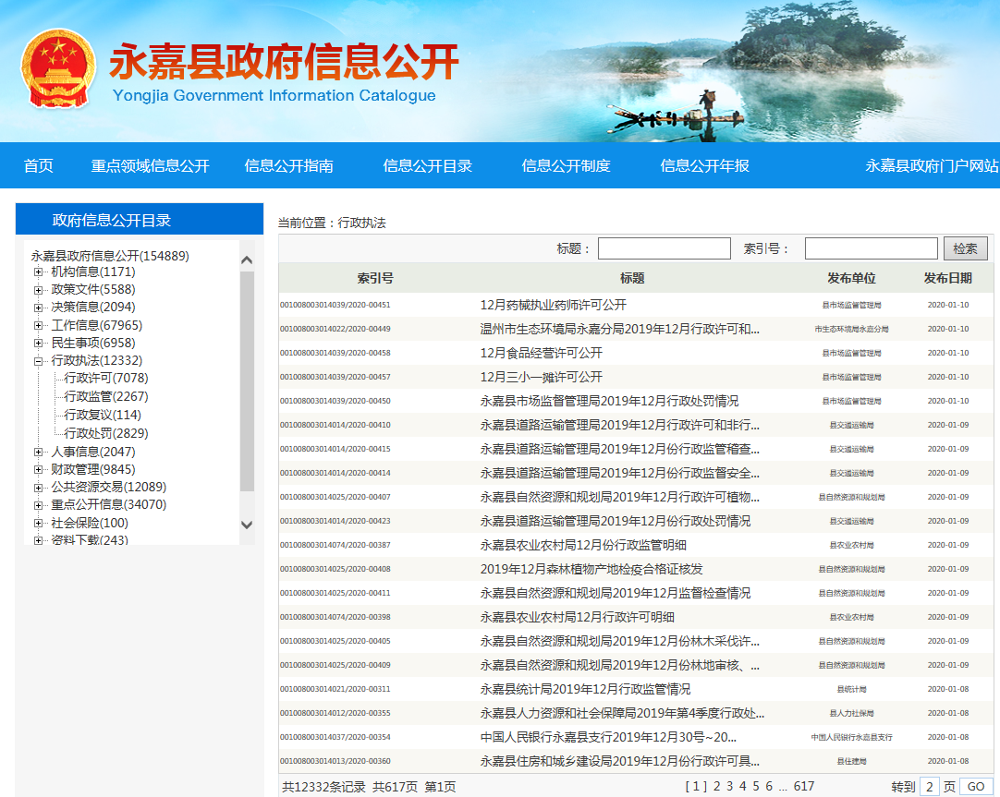 永嘉县政府信息公开
Yongjia Government Information Catalogue
首页 重点领域信息公开 信息公开指南 信息公开目录 信息公开制度 信息公开年报 永嘉县政府门户网站
政府信息公开目录
永嘉县政府信息公开(154889)
机构信息(1171)
政策文件(5588)
决策信息(2094)
工作信息(67965)
民生事项(6958)
行政执法(12332)
行政许可(7078)
行政监管(2267)
行政复议(114)
行政处罚(2829)
人事信息(2047)
财政管理(9845)
公共资源交易(12089)
重点公开信息(34070)
社会保险(100)
资料下载(243)
当前位置：行政执法
标题： 索引号： 检索
索引号 标题 发布单位 发布日期
001008003014039/2020-00451 12月药械执业药师许可公开 县市场监督管理局 2020-01-10
001008003014022/2020-00449 温州市生态环境局永嘉分局2019年12月行政许可和... 市生态环境局永嘉分局 2020-01-10
001008003014039/2020-00458 12月食品经营许可公开 县市场监督管理局 2020-01-10
001008003014039/2020-00457 12月三小一摊许可公开 县市场监督管理局 2020-01-10
001008003014039/2020-00450 永嘉县市场监督管理局2019年12月行政处罚情况 县市场监督管理局 2020-01-10
001008003014014/2020-00410 永嘉县道路运输管理局2019年12月行政许可和非行... 县交通运输局 2020-01-09
001008003014014/2020-00415 永嘉县道路运输管理局2019年12月份行政监管稽查... 县交通运输局 2020-01-09
001008003014014/2020-00414 永嘉县道路运输管理局2019年12月份行政监督安全... 县交通运输局 2020-01-09
001008003014025/2020-00407 永嘉县自然资源和规划局2019年12月行政许可植物... 县自然资源和规划局 2020-01-09
001008003014014/2020-00423 永嘉县道路运输管理局2019年12月份行政处罚情况 县交通运输局 2020-01-09
001008003014074/2020-00387 永嘉县农业农村局12月份行政监管明细 县农业农村局 2020-01-09
001008003014025/2020-00408 2019年12月森林植物产地检疫合格证核发 县自然资源和规划局 2020-01-09
001008003014025/2020-00411 永嘉县自然资源和规划局2019年12月监督检查情况 县自然资源和规划局 2020-01-09
001008003014074/2020-00398 永嘉县农业农村局12月行政许可明细 县农业农村局 2020-01-09
001008003014025/2020-00405 永嘉县自然资源和规划局2019年12月份林木采伐许... 县自然资源和规划局 2020-01-09
001008003014025/2020-00409 永嘉县自然资源和规划局2019年12月份林地审核、... 县自然资源和规划局 2020-01-09
001008003014021/2020-00311 永嘉县统计局2019年12月行政监管情况 县统计局 2020-01-08
001008003014012/2020-00355 永嘉县人力资源和社会保障局2019年第4季度行政处... 县人力社保局 2020-01-08
001008003014037/2020-00354 中国人民银行永嘉县支行2019年12月30号~20... 中国人民银行永嘉县支行 2020-01-08
001008003014013/2020-00360 永嘉县住房和城乡建设局2019年12月份行政许可具... 县住建局 2020-01-08
共12332条记录 共617页 第1页 [ 1 ] 2 3 4 5 6 ... 617 转到 2 页 GO